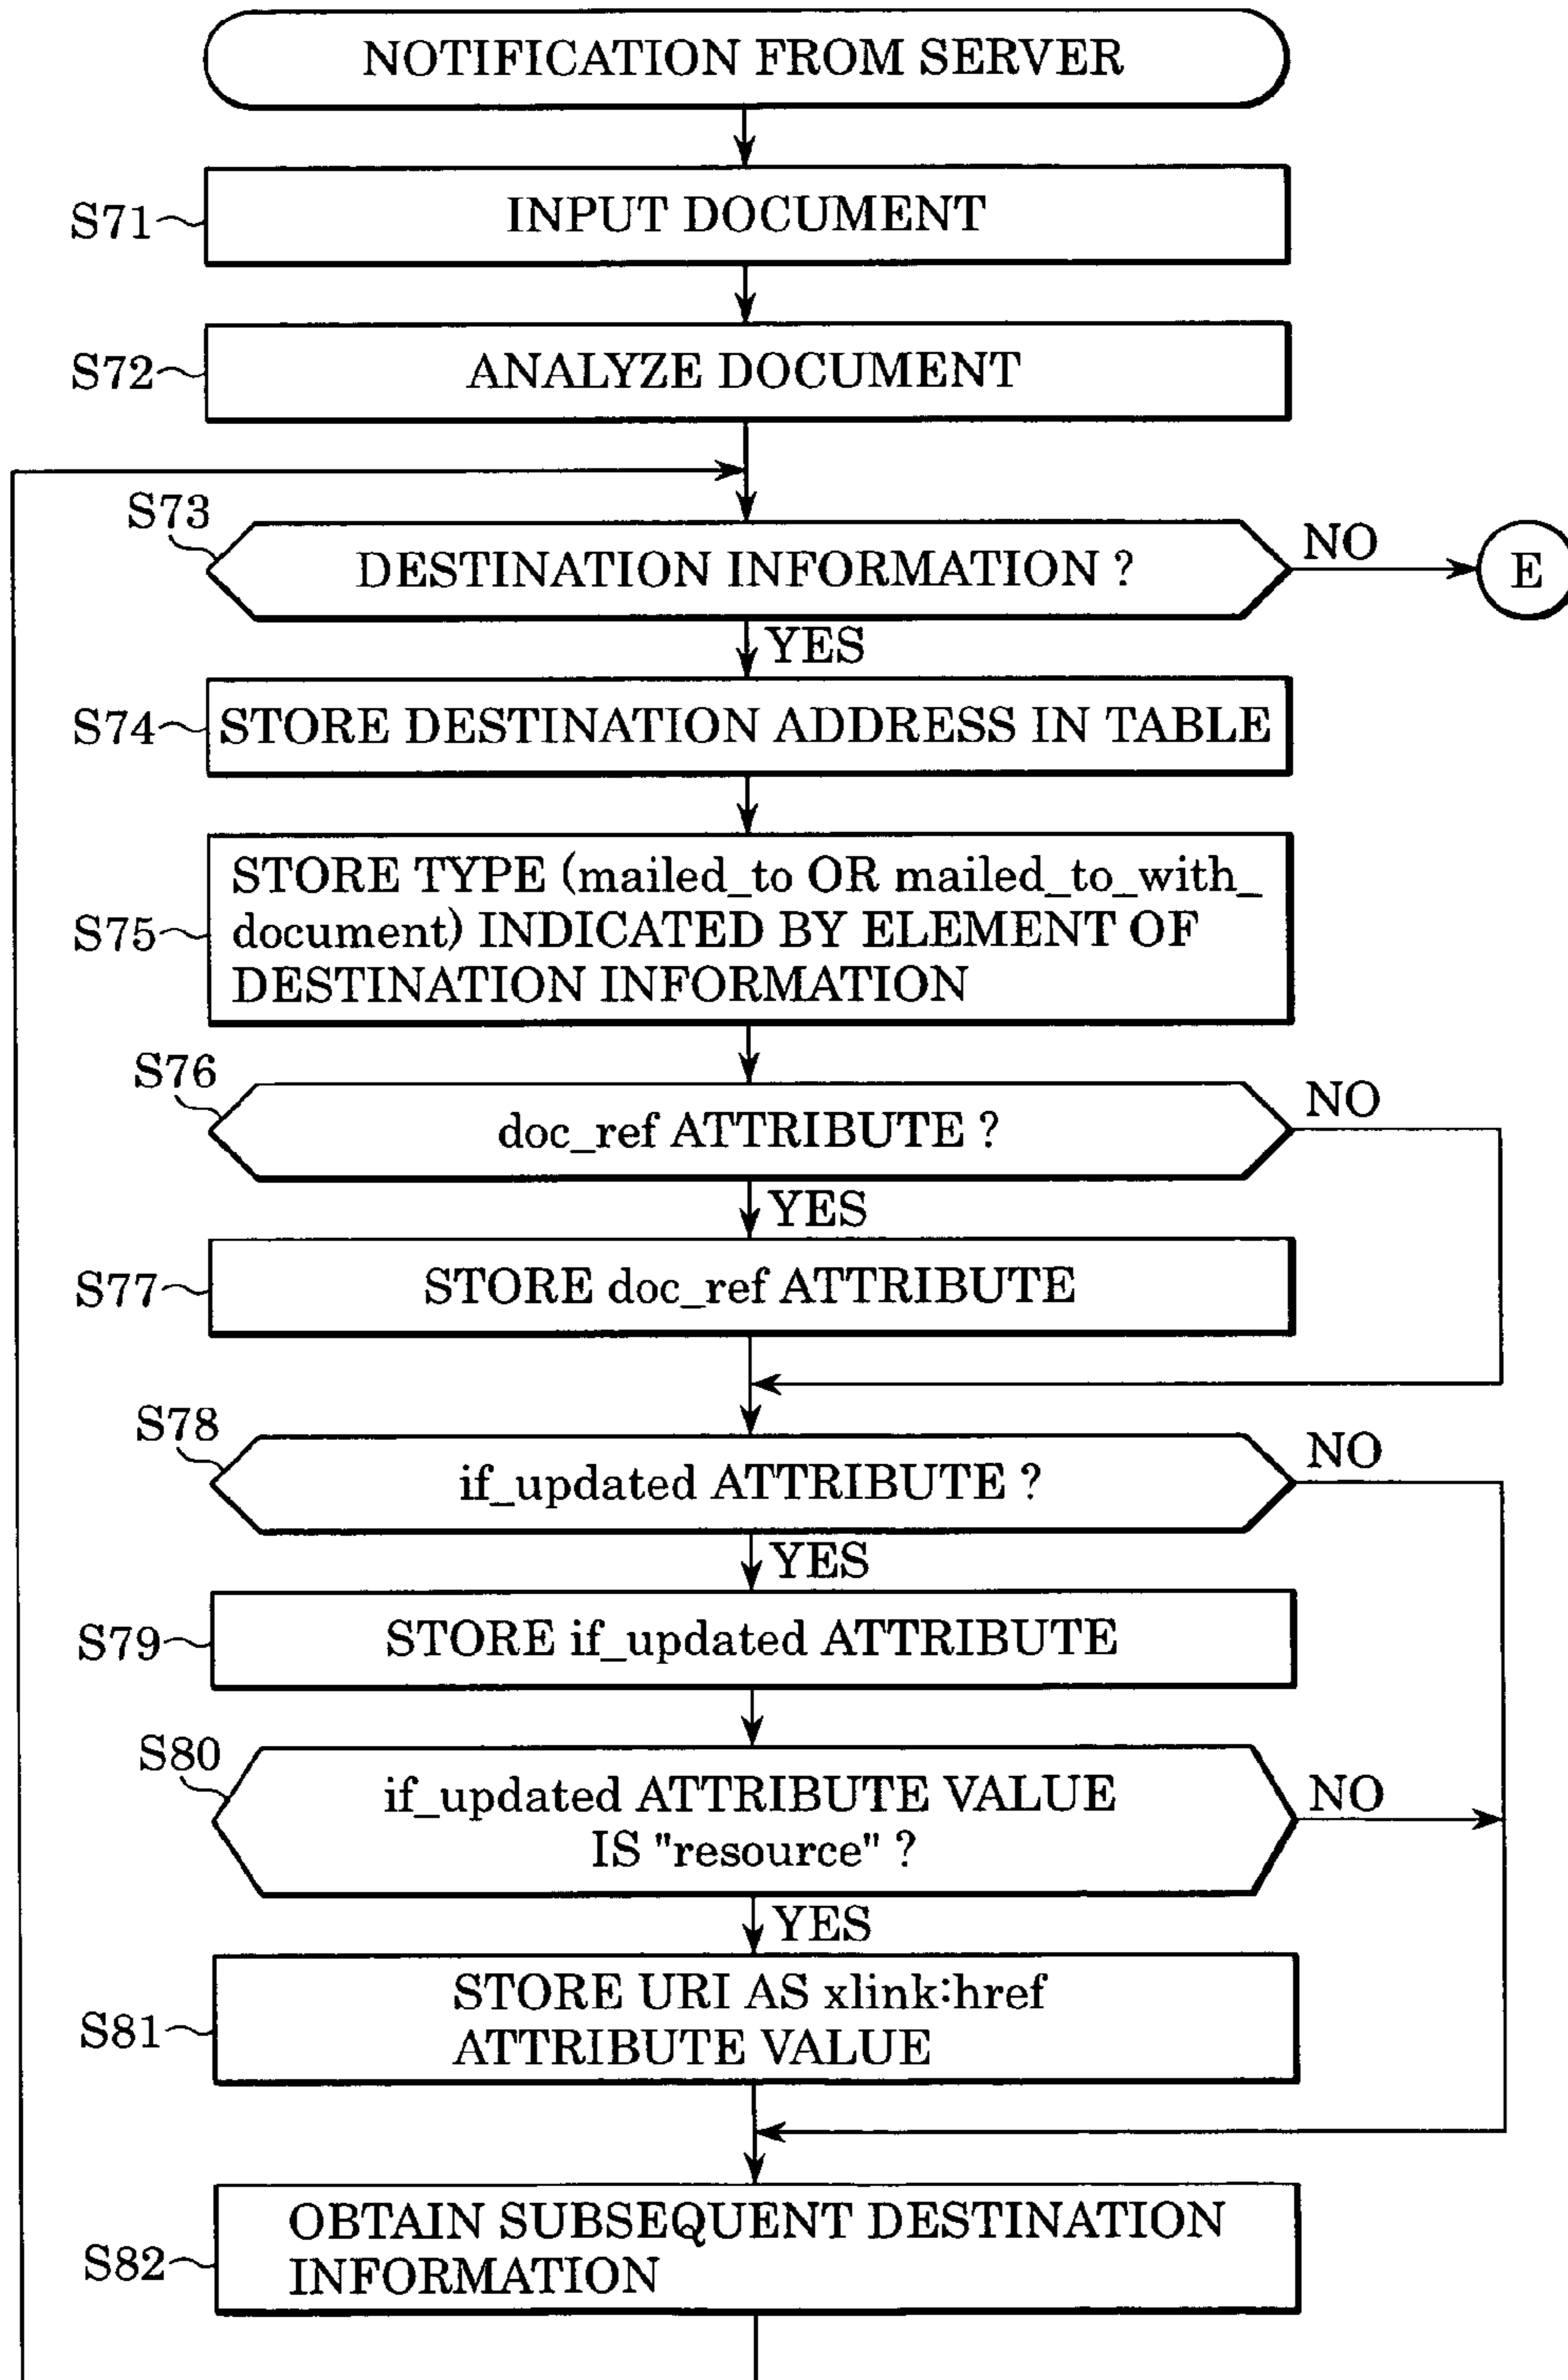 NOTIFICATION FROM SERVER
S71
INPUT DOCUMENT
S72
ANALYZE DOCUMENT
S73
DESTINATION INFORMATION ?
NO
E
YES
S74
STORE DESTINATION ADDRESS IN TABLE
S75
STORE TYPE (mailed_to OR mailed_to_with_
document) INDICATED BY ELEMENT OF
DESTINATION INFORMATION
S76
doc_ref ATTRIBUTE ?
NO
YES
S77
STORE doc_ref ATTRIBUTE
S78
if_updated ATTRIBUTE ?
NO
YES
S79
STORE if_updated ATTRIBUTE
S80
if_updated ATTRIBUTE VALUE
IS "resource" ?
NO
YES
S81
STORE URI AS xlink:href
ATTRIBUTE VALUE
S82
OBTAIN SUBSEQUENT DESTINATION
INFORMATION